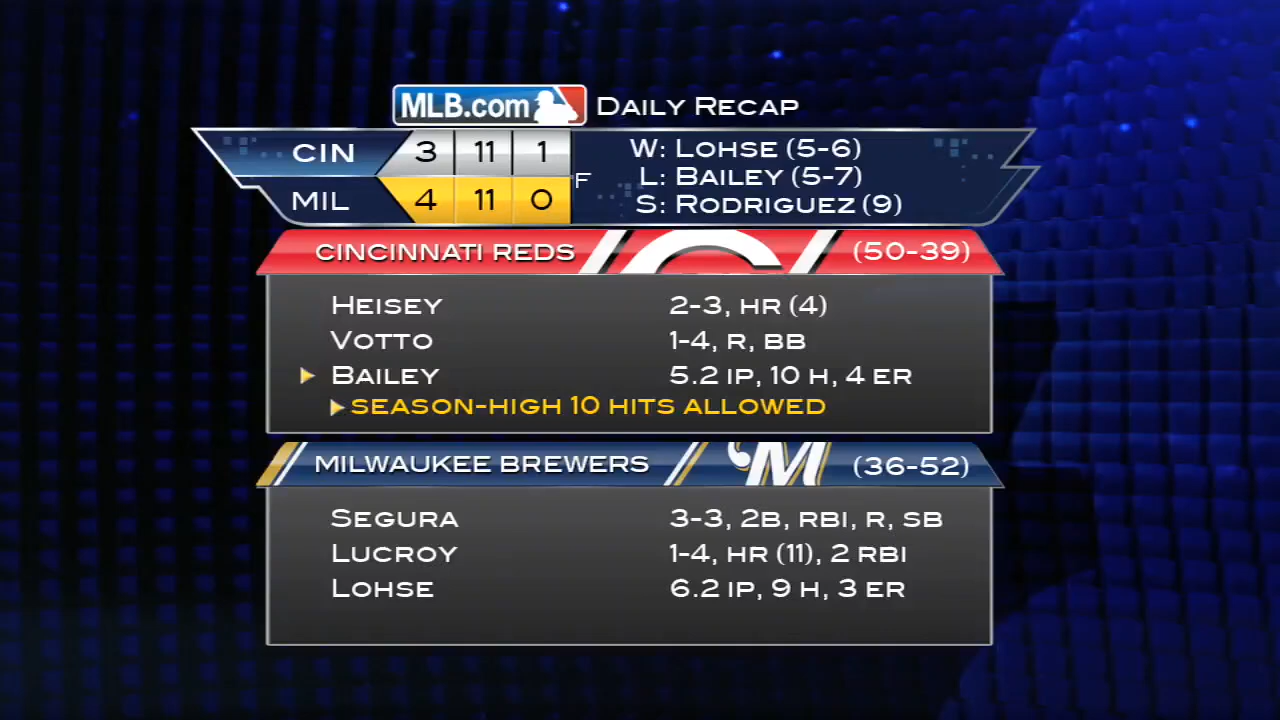 MLB.com DAILY RECAP
CIN 3 11 1
MIL 4 11 0
F
W: LOHSE (5-6)
L: BAILEY (5-7)
S: RODRIGUEZ (9)
CINCINNATI REDS (50-39)
HEISEY 2-3, HR (4)
VOTTO 1-4, R, BB
BAILEY 5.2 IP, 10 H, 4 ER
SEASON-HIGH 10 HITS ALLOWED
MILWAUKEE BREWERS M (36-52)
SEGURA 3-3, 2B, RBI, R, SB
LUCROY 1-4, HR (11), 2 RBI
LOHSE 6.2 IP, 9 H, 3 ER